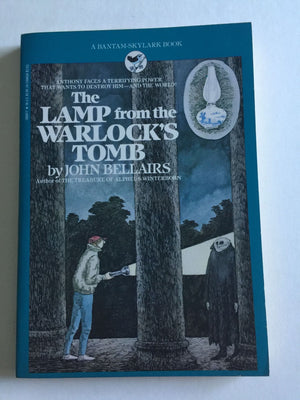 A BANTAM-SKYLARK BOOK
ANTHONY FACES A TERRIFYING POWER
THAT WANTS TO DESTROY HIM—AND THE WORLD!
The
LAMP from the
WARLOCK'S
TOMB
by JOHN BELLAIRS
Author of THE TREASURE OF ALPHEUS WINTERBORN